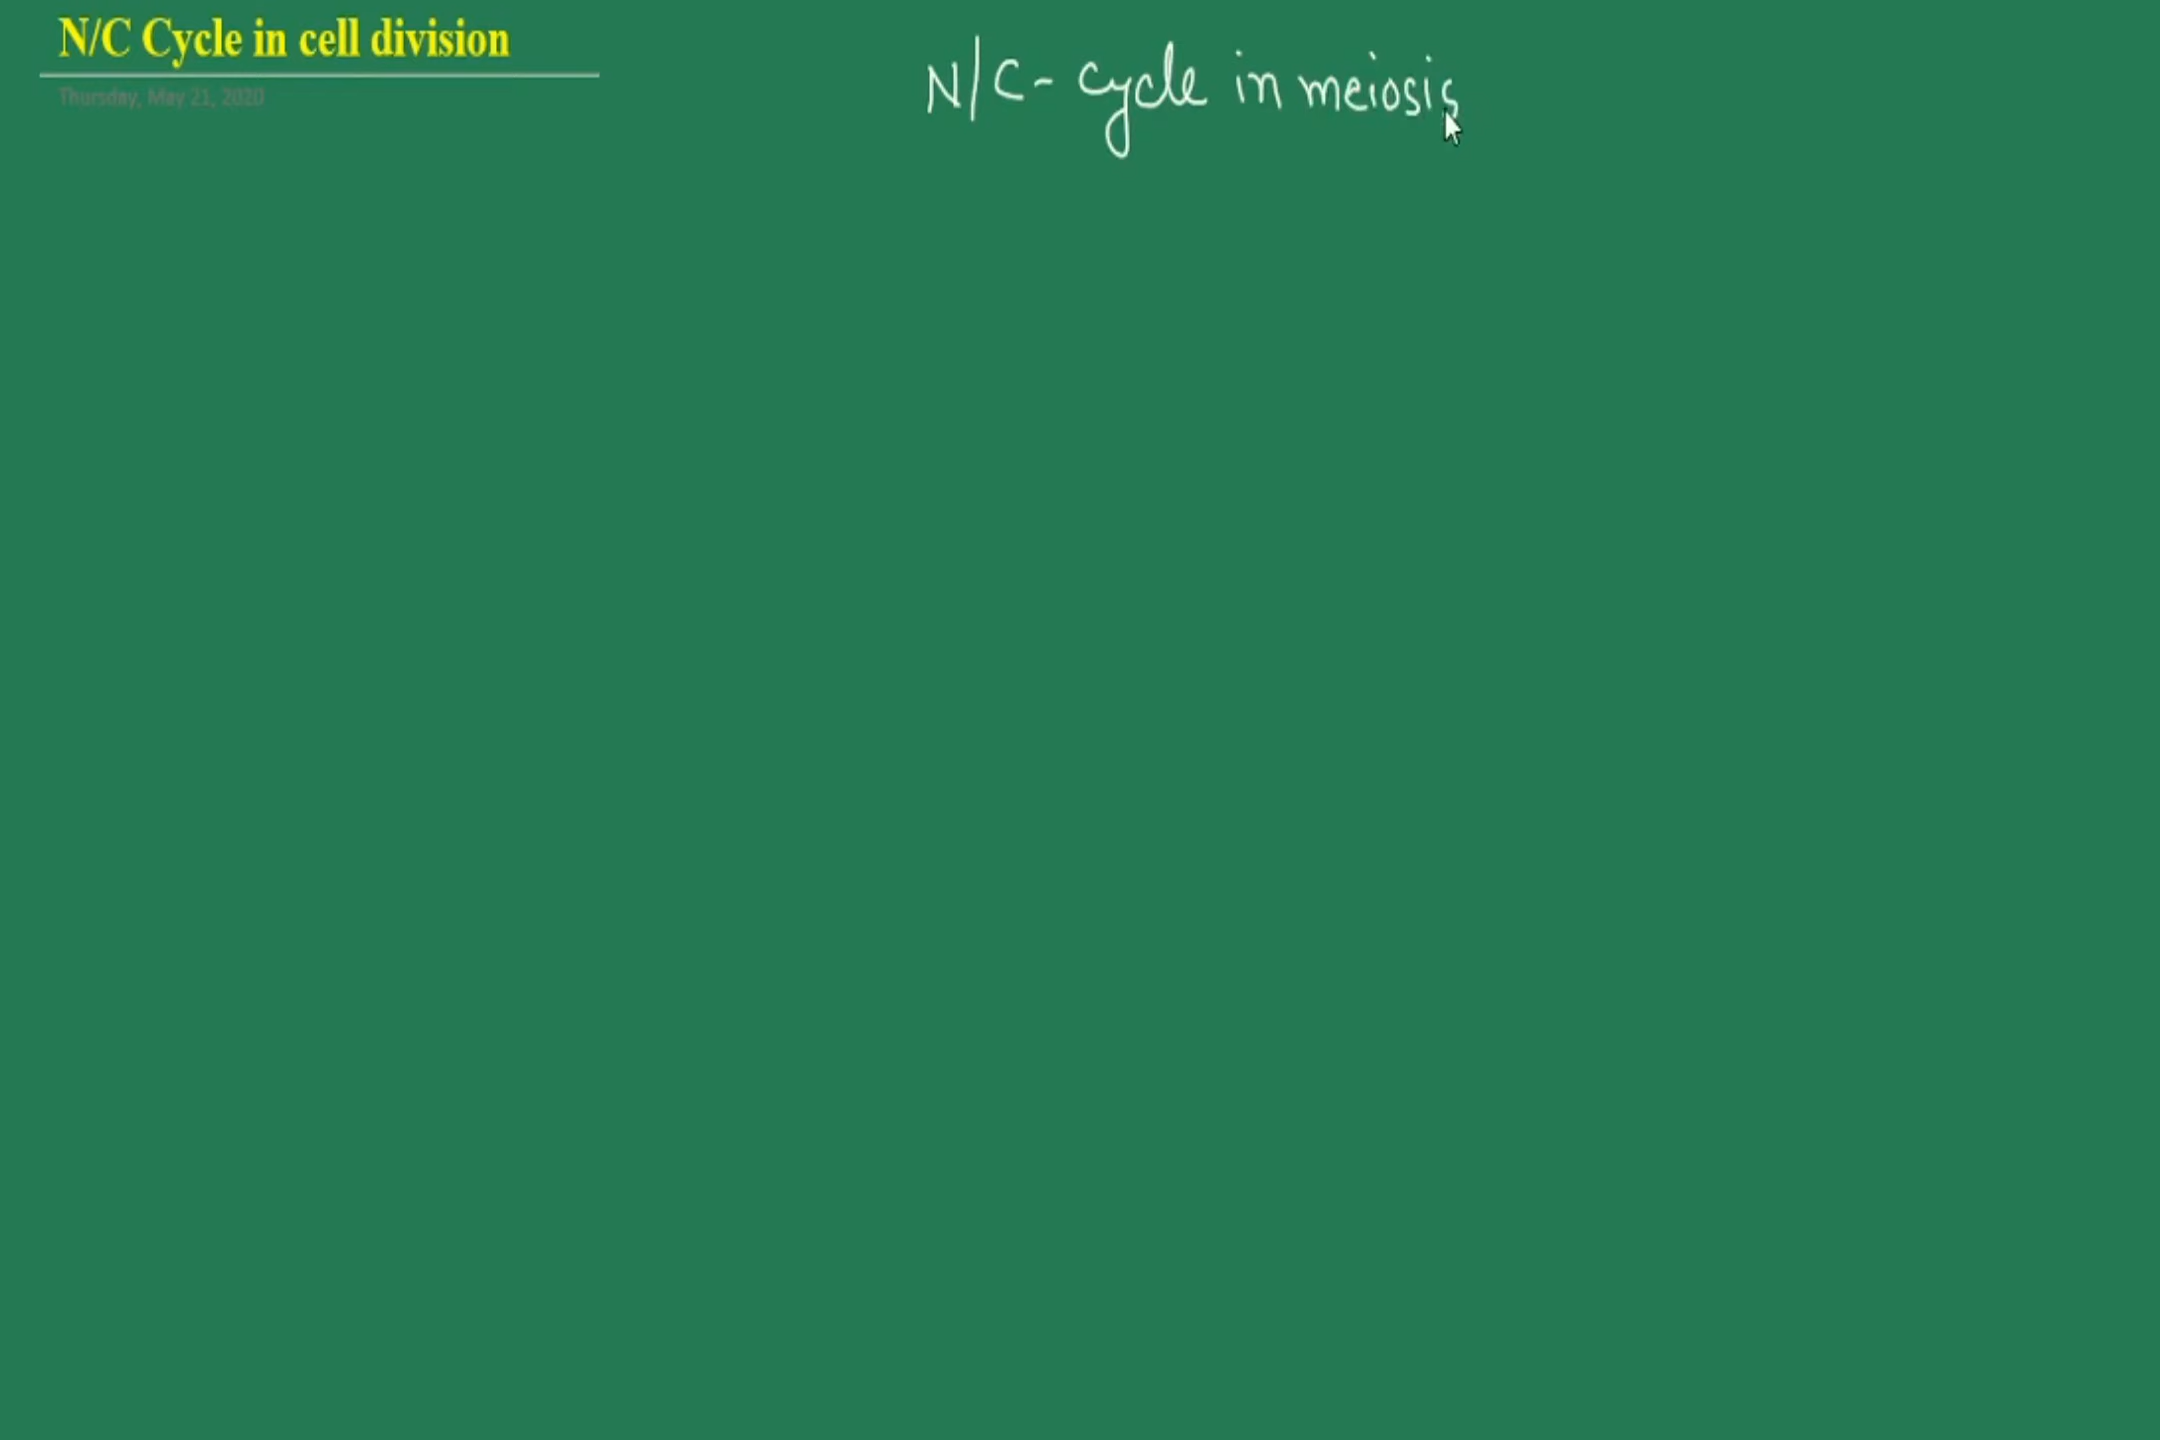 N/C Cycle in cell division
Thursday, May 21, 2020
N/C- cycle in meiosis